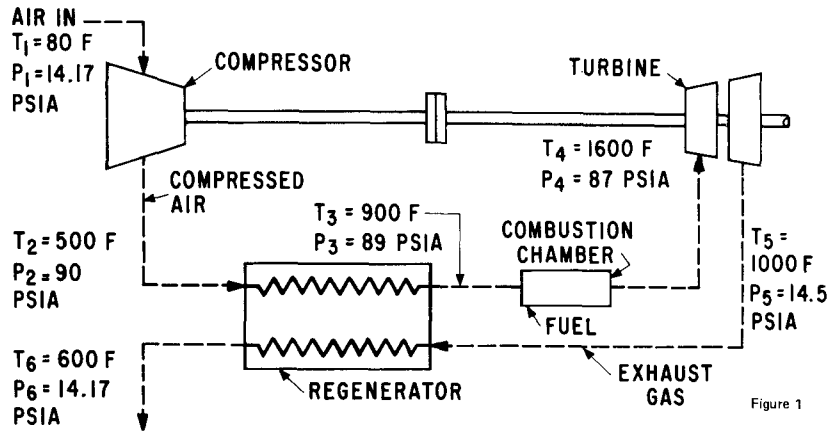 AIR IN
T1=80 F
P1=14.17
PSIA
COMPRESSOR
TURBINE
T4=1600 F
P4=87 PSIA
COMPRESSED
AIR
T3=900 F
P3=89 PSIA
COMBUSTION
CHAMBER
T5=
1000 F
P5=14.5
PSIA
T2=500 F
P2=90
PSIA
FUEL
T6=600 F
P6=14.17
PSIA
REGENERATOR
EXHAUST
GAS
Figure 1